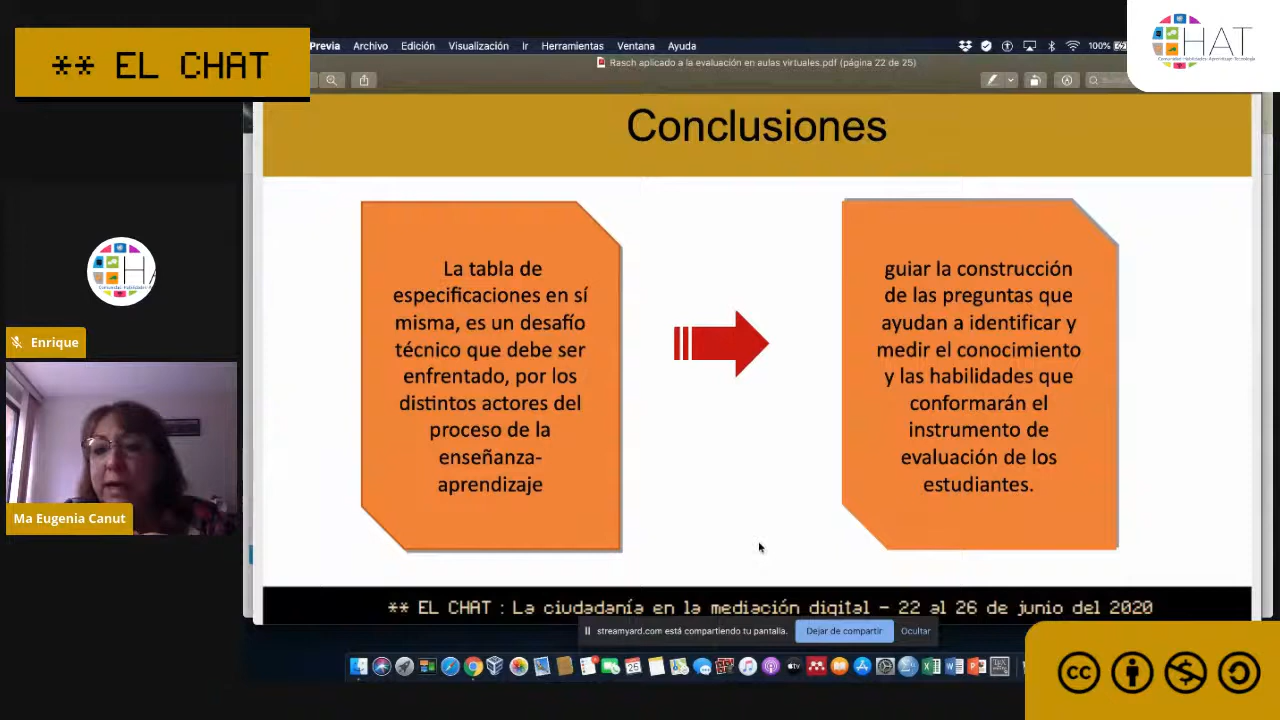 ** EL CHAT
Previa Archivo Edición Visualización Ir Herramientas Ventana Ayuda
100%
Rasch aplicado a la evaluación en aulas virtuales.pdf (página 22 de 25)
HAT
Conclusiones
La tabla de
especificaciones en sí
misma, es un desafío
técnico que debe ser
enfrentado, por los
distintos actores del
proceso de la
enseñanza-
aprendizaje
guiar la construcción
de las preguntas que
ayudan a identificar y
medir el conocimiento
y las habilidades que
conformarán el
instrumento de
evaluación de los
estudiantes.
Enrique
Ma Eugenia Canut
** EL CHAT : La ciudadanía en la mediación digital - 22 al 26 de junio del 2020
streamyard.com está compartiendo tu pantalla.
Dejar de compartir
Ocultar
cc